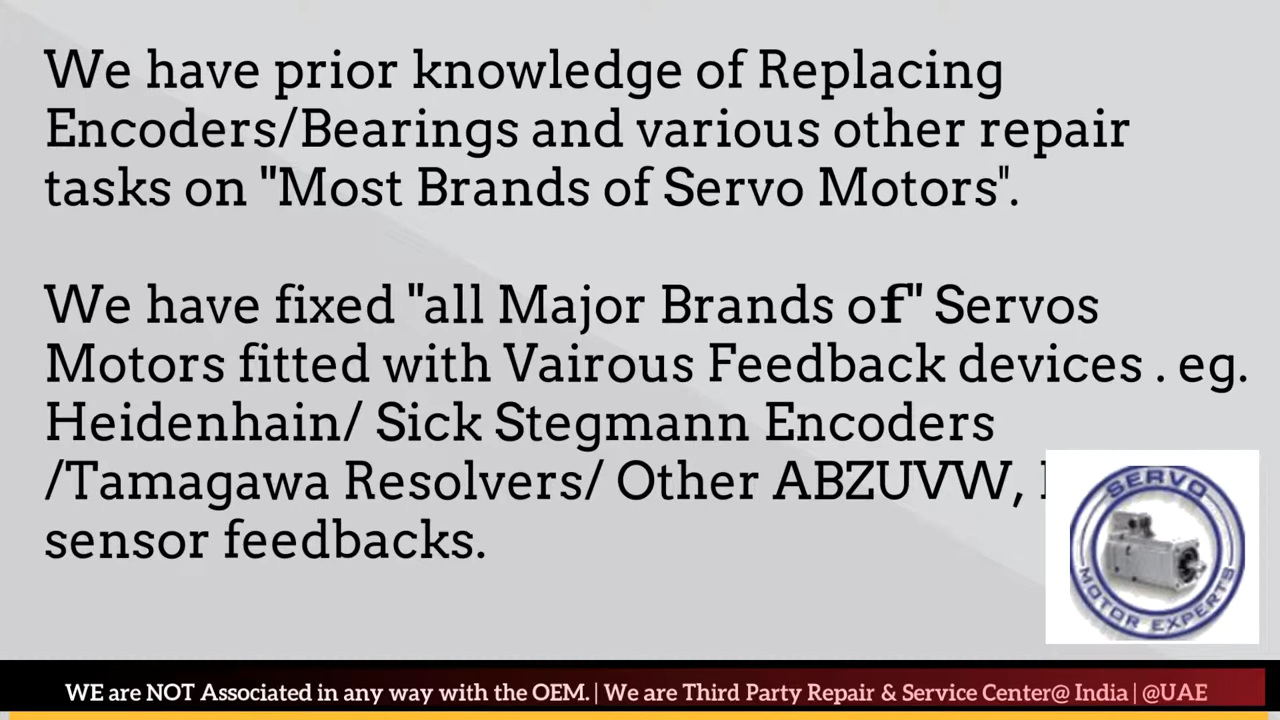 We have prior knowledge of Replacing
Encoders/Bearings and various other repair
tasks on "Most Brands of Servo Motors".
We have fixed "all Major Brands of" Servos
Motors fitted with Vairous Feedback devices . eg.
Heidenhain/ Sick Stegmann Encoders
/Tamagawa Resolvers/ Other ABZUVW,
sensor feedbacks.
SERVO
MOTOR EXPERTS
WE are NOT Associated in any way with the OEM. | We are Third Party Repair & Service Center@ India | @UAE